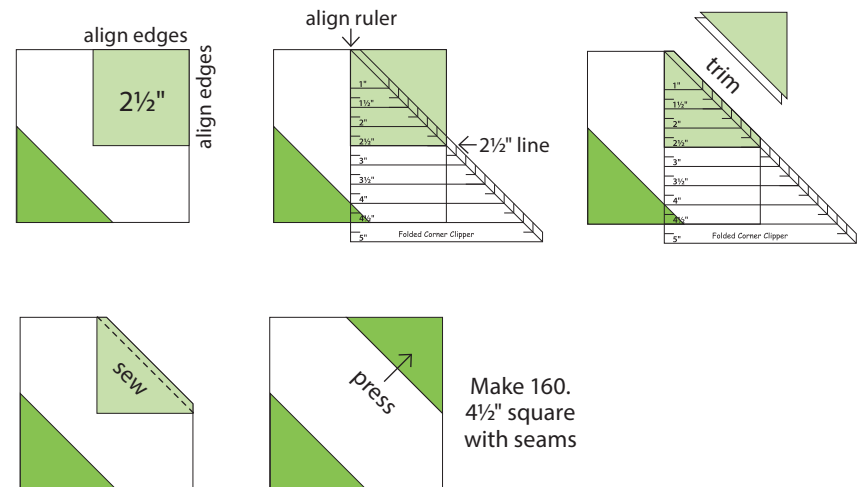 align edges
align edges
2½"
align ruler
1"
1½"
2"
2½"
3"
3½"
4"
4½"
5"
Folded Corner Clipper
2½" line
trim
1"
1½"
2"
2½"
3"
3½"
4"
4½"
5"
Folded Corner Clipper
sew
press
Make 160.
4½" square
with seams